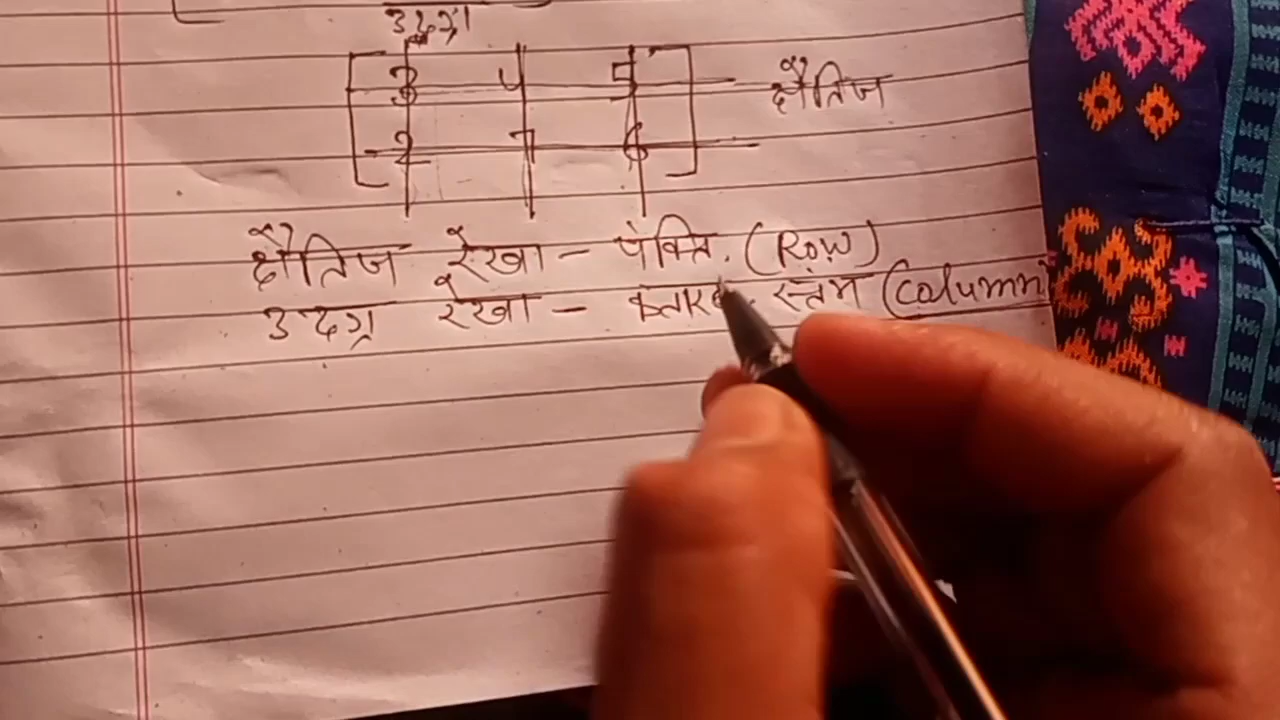 उदग्र
3 4 5 क्षैतिज
2 7 6
क्षैतिज रेखा - पंक्ति. (Row)
उदग्र रेखा - स्तंभ (Column)